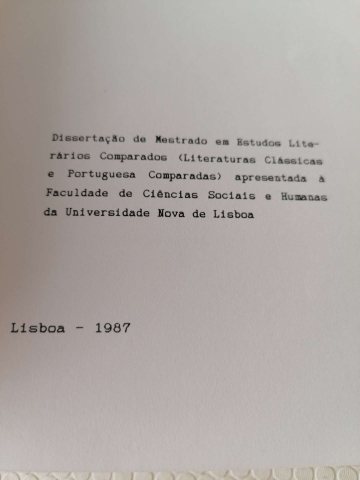 Dissertação de Mestrado em Estudos Lite-
rários Comparados (Literaturas Clássicas
e Portuguesa Comparadas) apresentada à
Faculdade de Ciências Sociais e Humanas
da Universidade Nova de Lisboa
Lisboa - 1987